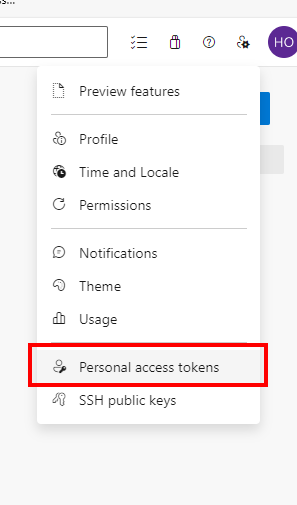 HO
Preview features
Profile
Time and Locale
Permissions
Notifications
Theme
Usage
Personal access tokens
SSH public keys